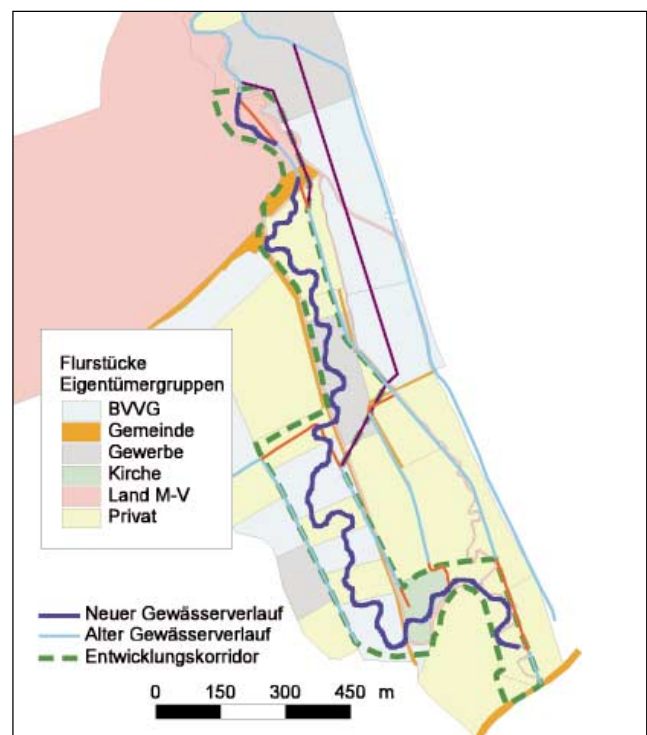 Flurstücke
Eigentümergruppen
BVVG
Gemeinde
Gewerbe
Kirche
Land M-V
Privat
Neuer Gewässerverlauf
Alter Gewässerverlauf
Entwicklungskorridor
0 150 300 450 m